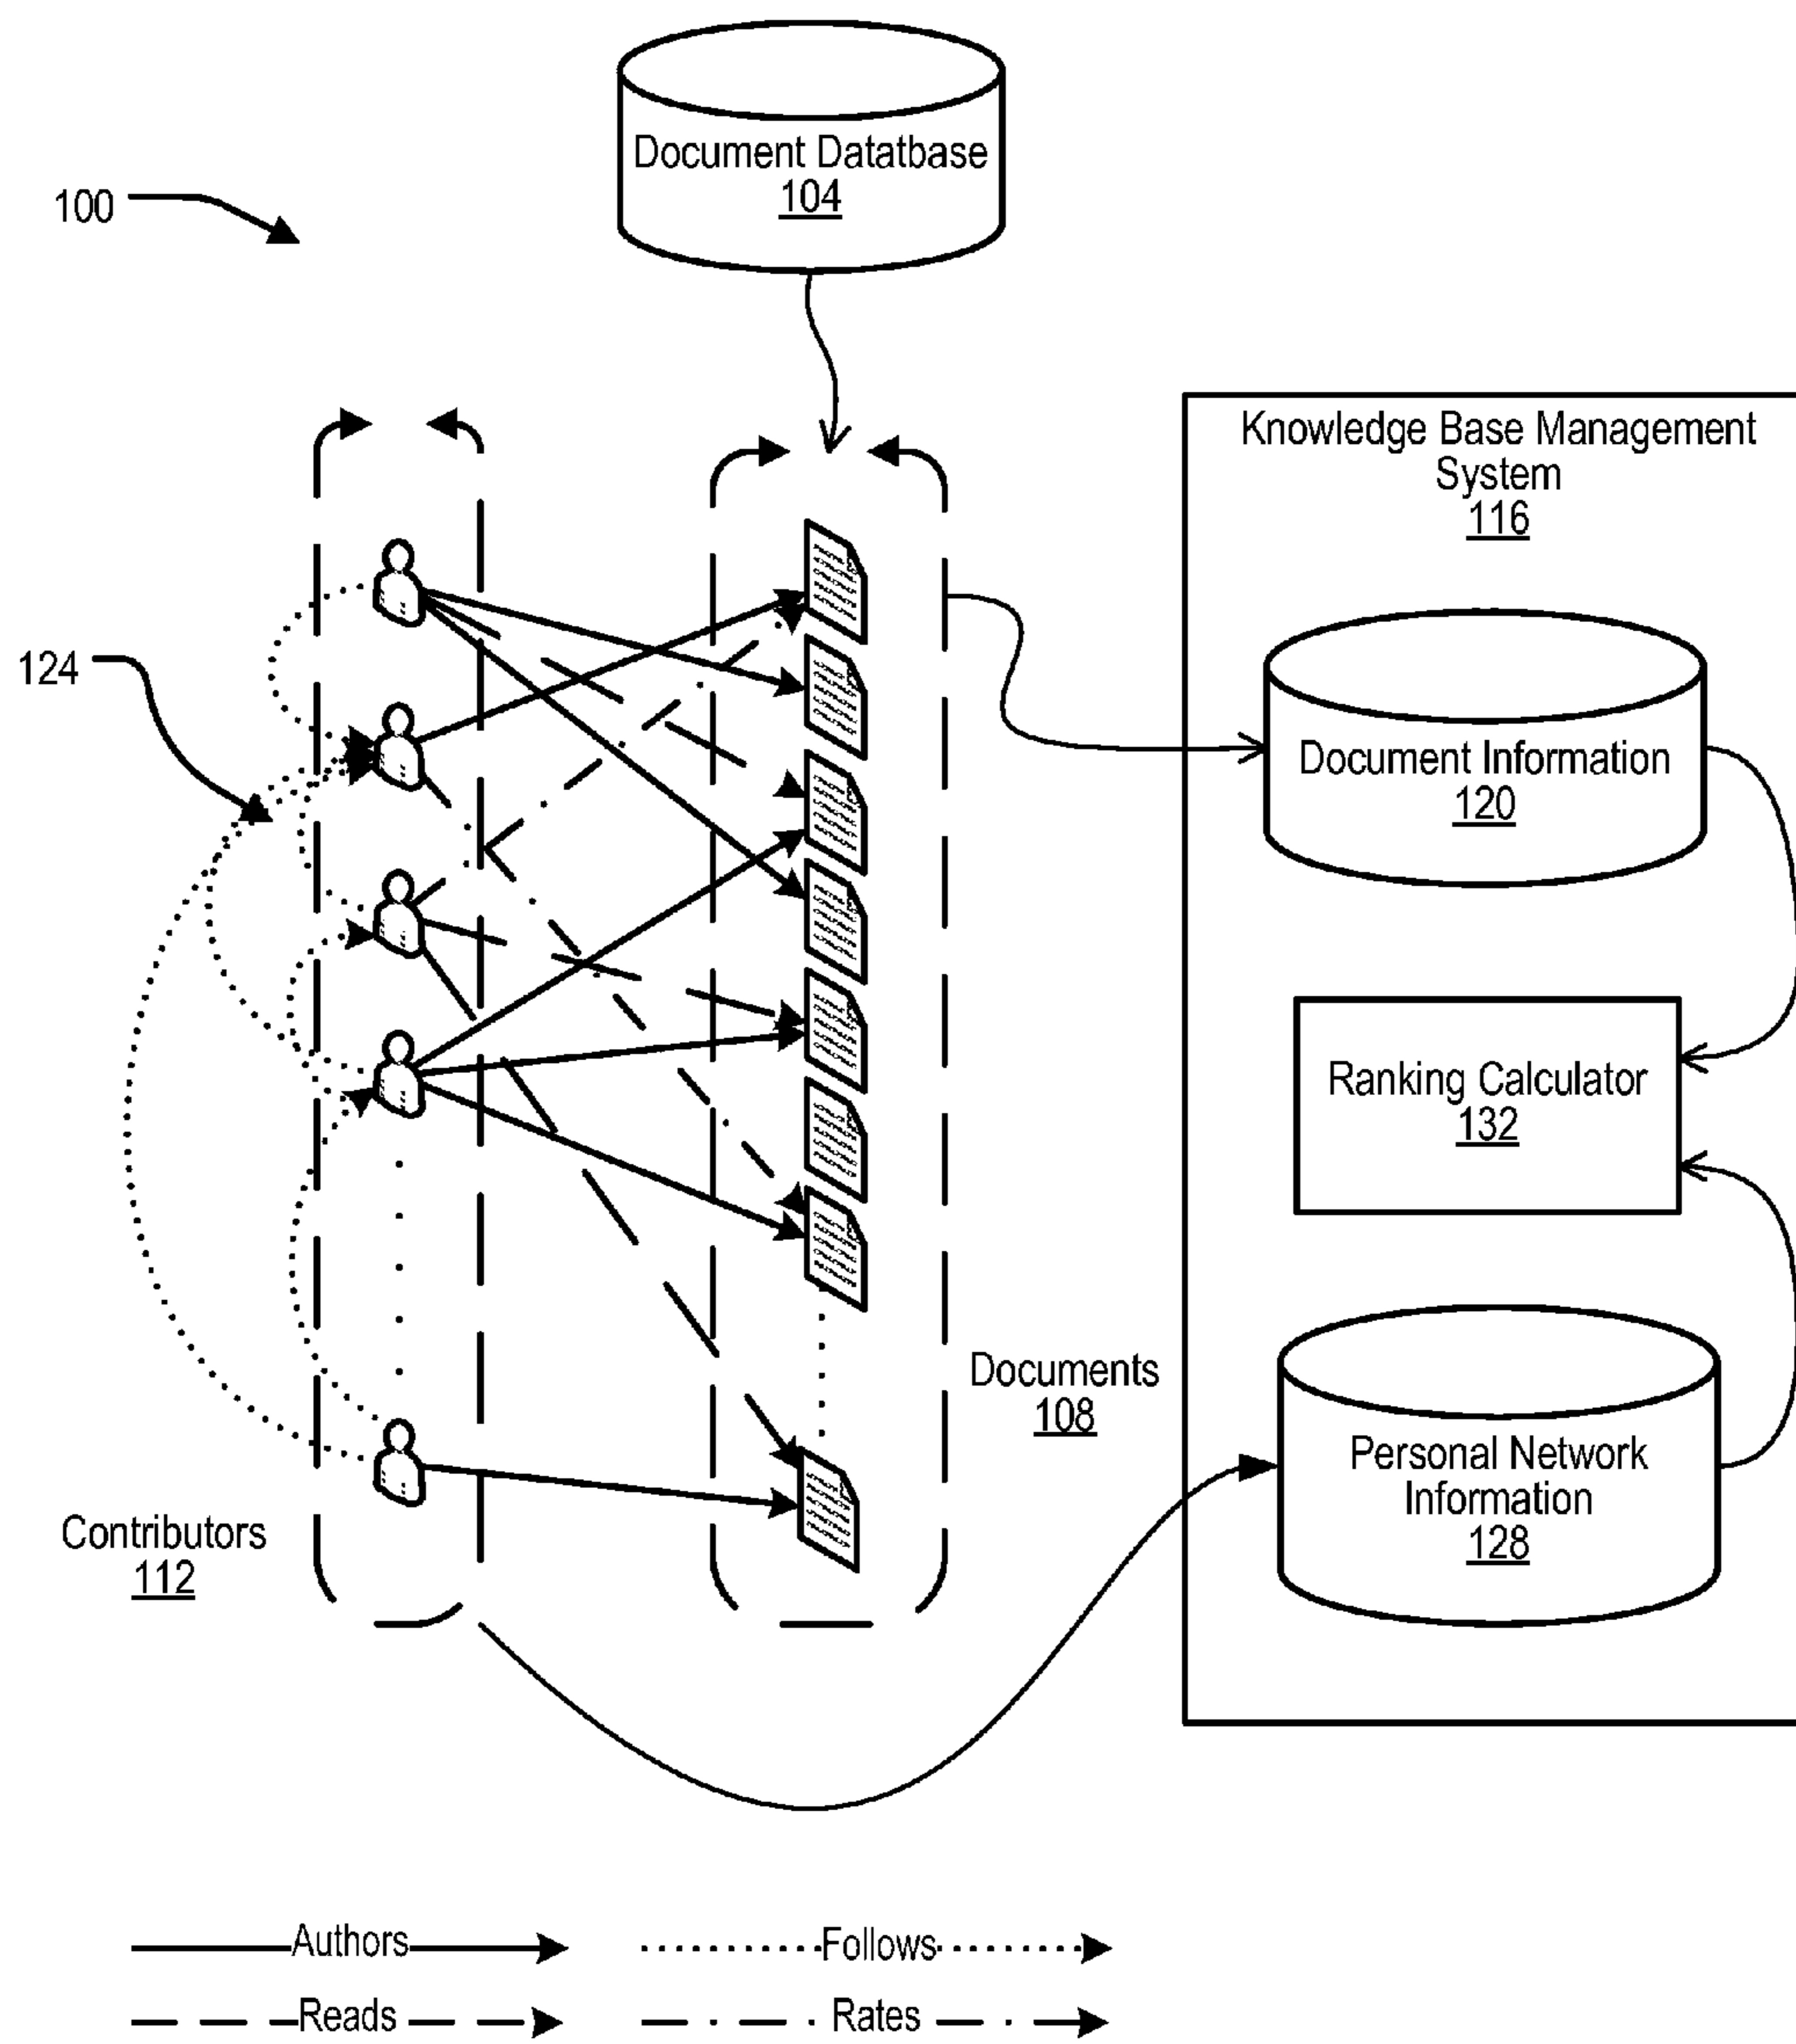 Document Datatbase
104
100
Knowledge Base Management
System
116
124
Document Information
120
Ranking Calculator
132
Documents
108
Personal Network
Information
128
Contributors
112
Authors
Follows
Reads
Rates